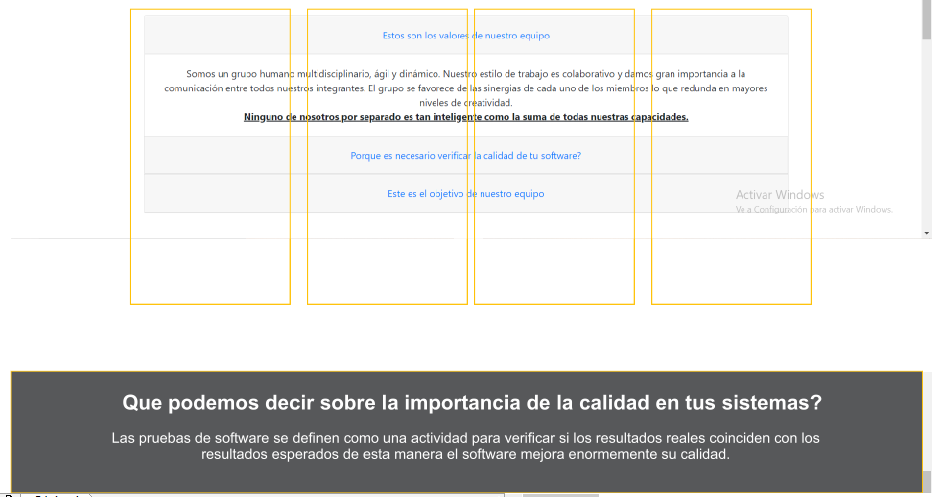 Estos son los valores de nuestro equipo
Somos un grupo humano multidisciplinario, ágil y dinámico. Nuestro estilo de trabajo es colaborativo y damos gran importancia a la
comunicación entre todos nuestros integrantes. El grupo se favorece de las sinergias de cada uno de los miembros lo que redunda en mayores
niveles de creatividad.
Ninguno de nosotros por separado es tan inteligente como la suma de todas nuestras capacidades.
Porque es necesario verificar la calidad de tu software?
Este es el objetivo de nuestro equipo
Activar Windows
Ve a Configuración para activar Windows.
Que podemos decir sobre la importancia de la calidad en tus sistemas?
Las pruebas de software se definen como una actividad para verificar si los resultados reales coinciden con los
resultados esperados de esta manera el software mejora enormemente su calidad.